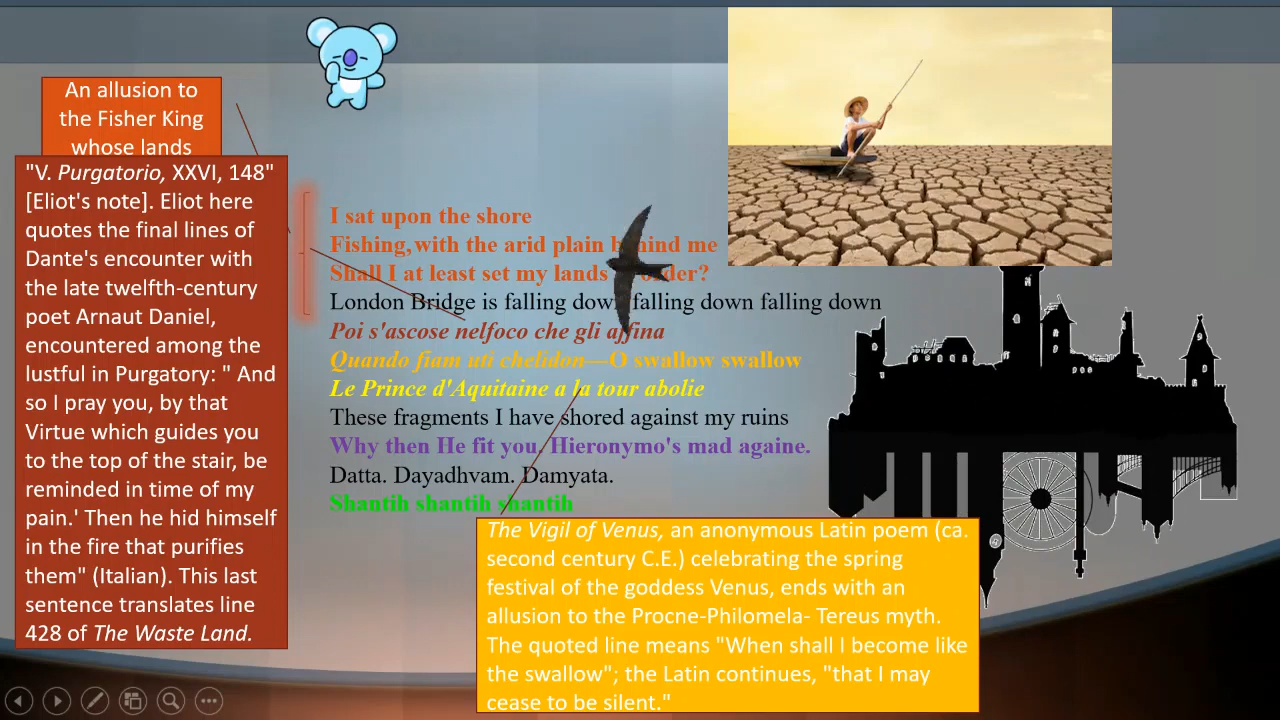 An allusion to
the Fisher King
whose lands
"V. Purgatorio, XXVI, 148"
[Eliot's note]. Eliot here
quotes the final lines of
Dante's encounter with
the late twelfth-century
poet Arnaut Daniel,
encountered among the
lustful in Purgatory: " And
so I pray you, by that
Virtue which guides you
to the top of the stair, be
reminded in time of my
pain.' Then he hid himself
in the fire that purifies
them" (Italian). This last
sentence translates line
428 of The Waste Land.
I sat upon the shore
Fishing, with the arid plain behind me
Shall I at least set my lands order?
London Bridge is falling down falling down falling down
Poi s'ascose nelfoco che gli affina
Quando fiam uti chelidon—O swallow swallow
Le Prince d'Aquitaine a la tour abolie
These fragments I have shored against my ruins
Why then He fit you. Hieronymo's mad againe.
Datta. Dayadhvam. Damyata.
Shantih shantih shantih
The Vigil of Venus, an anonymous Latin poem (ca.
second century C.E.) celebrating the spring
festival of the goddess Venus, ends with an
allusion to the Procne-Philomela- Tereus myth.
The quoted line means "When shall I become like
the swallow"; the Latin continues, "that I may
cease to be silent."